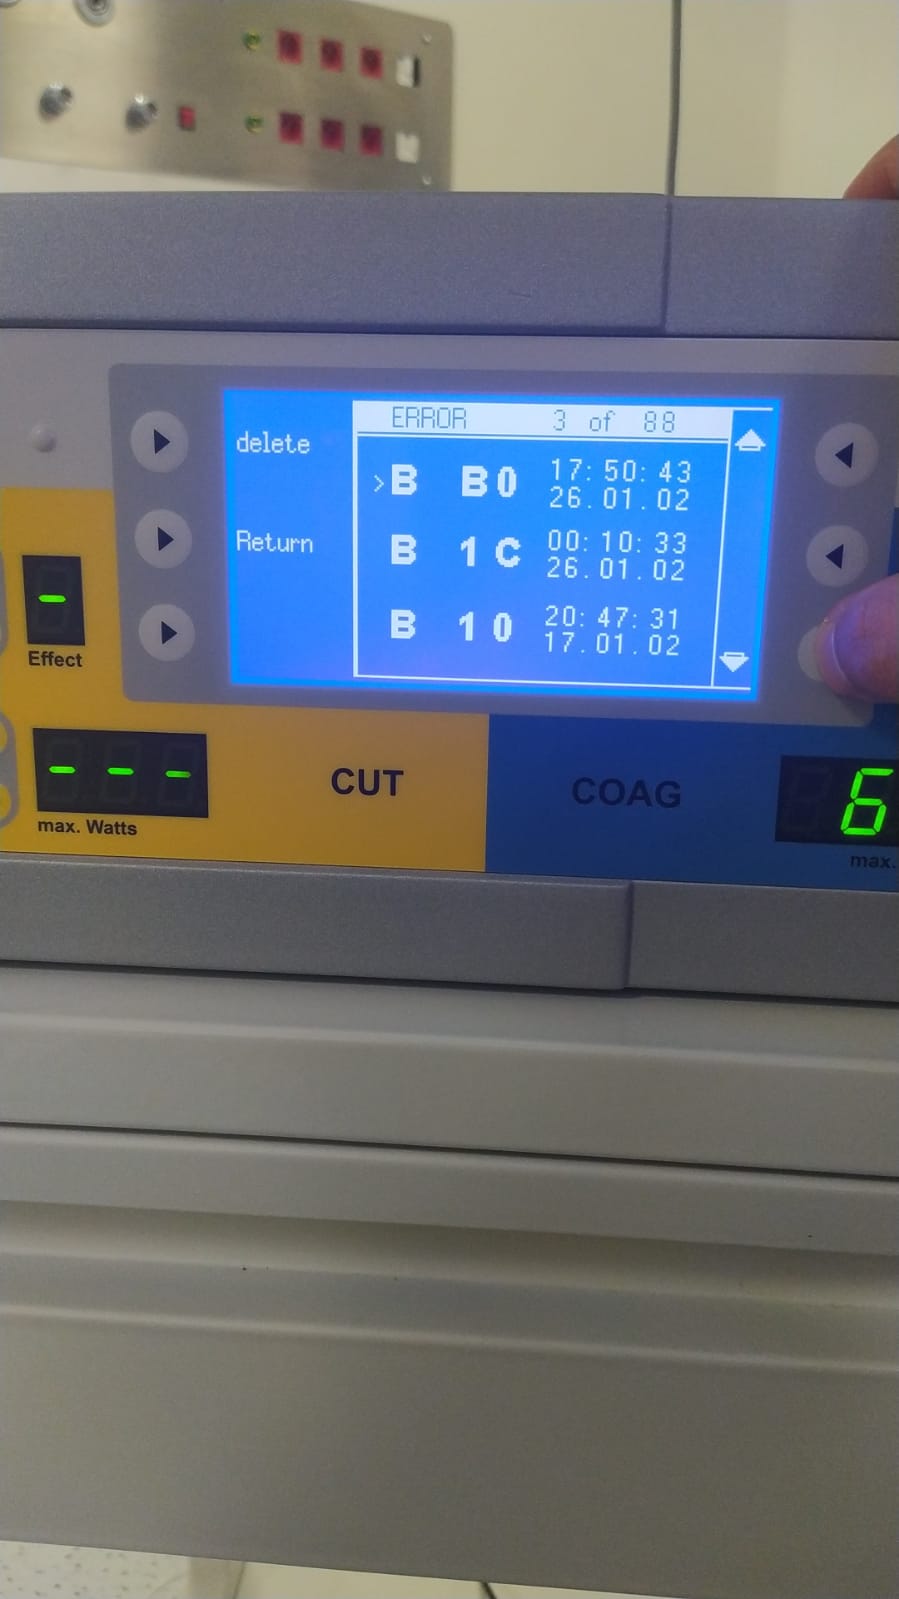 ERROR 3 of 88
delete
>B B0 17:50:43
26.01.02
Return
B 1C 00:10:33
26.01.02
B 10 20:47:31
17.01.02
-
Effect
---
max. Watts
CUT
COAG
6
max.